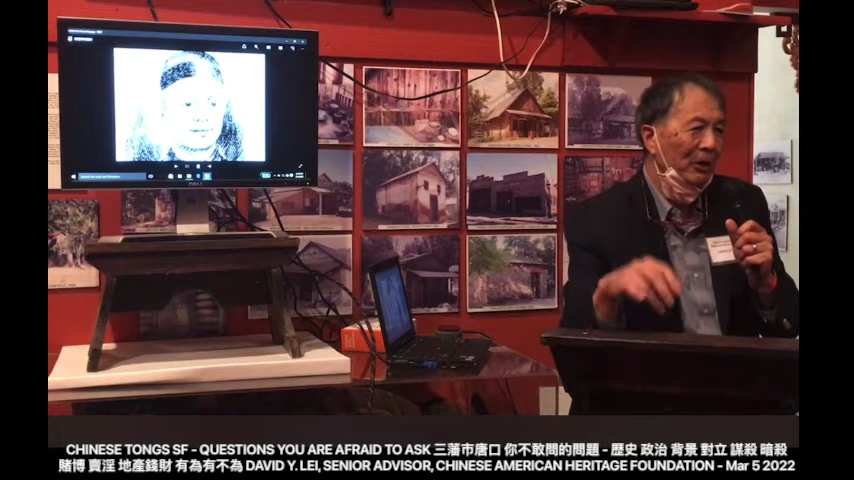 CHINESE TONGS SF - QUESTIONS YOU ARE AFRAID TO ASK 三藩市唐口 你不敢問的問題 - 歷史 政治 背景 對立 謀殺 暗殺
賭博 賣淫 地產錢財 有為有不為 DAVID Y. LEI, SENIOR ADVISOR, CHINESE AMERICAN HERITAGE FOUNDATION - Mar 5 2022